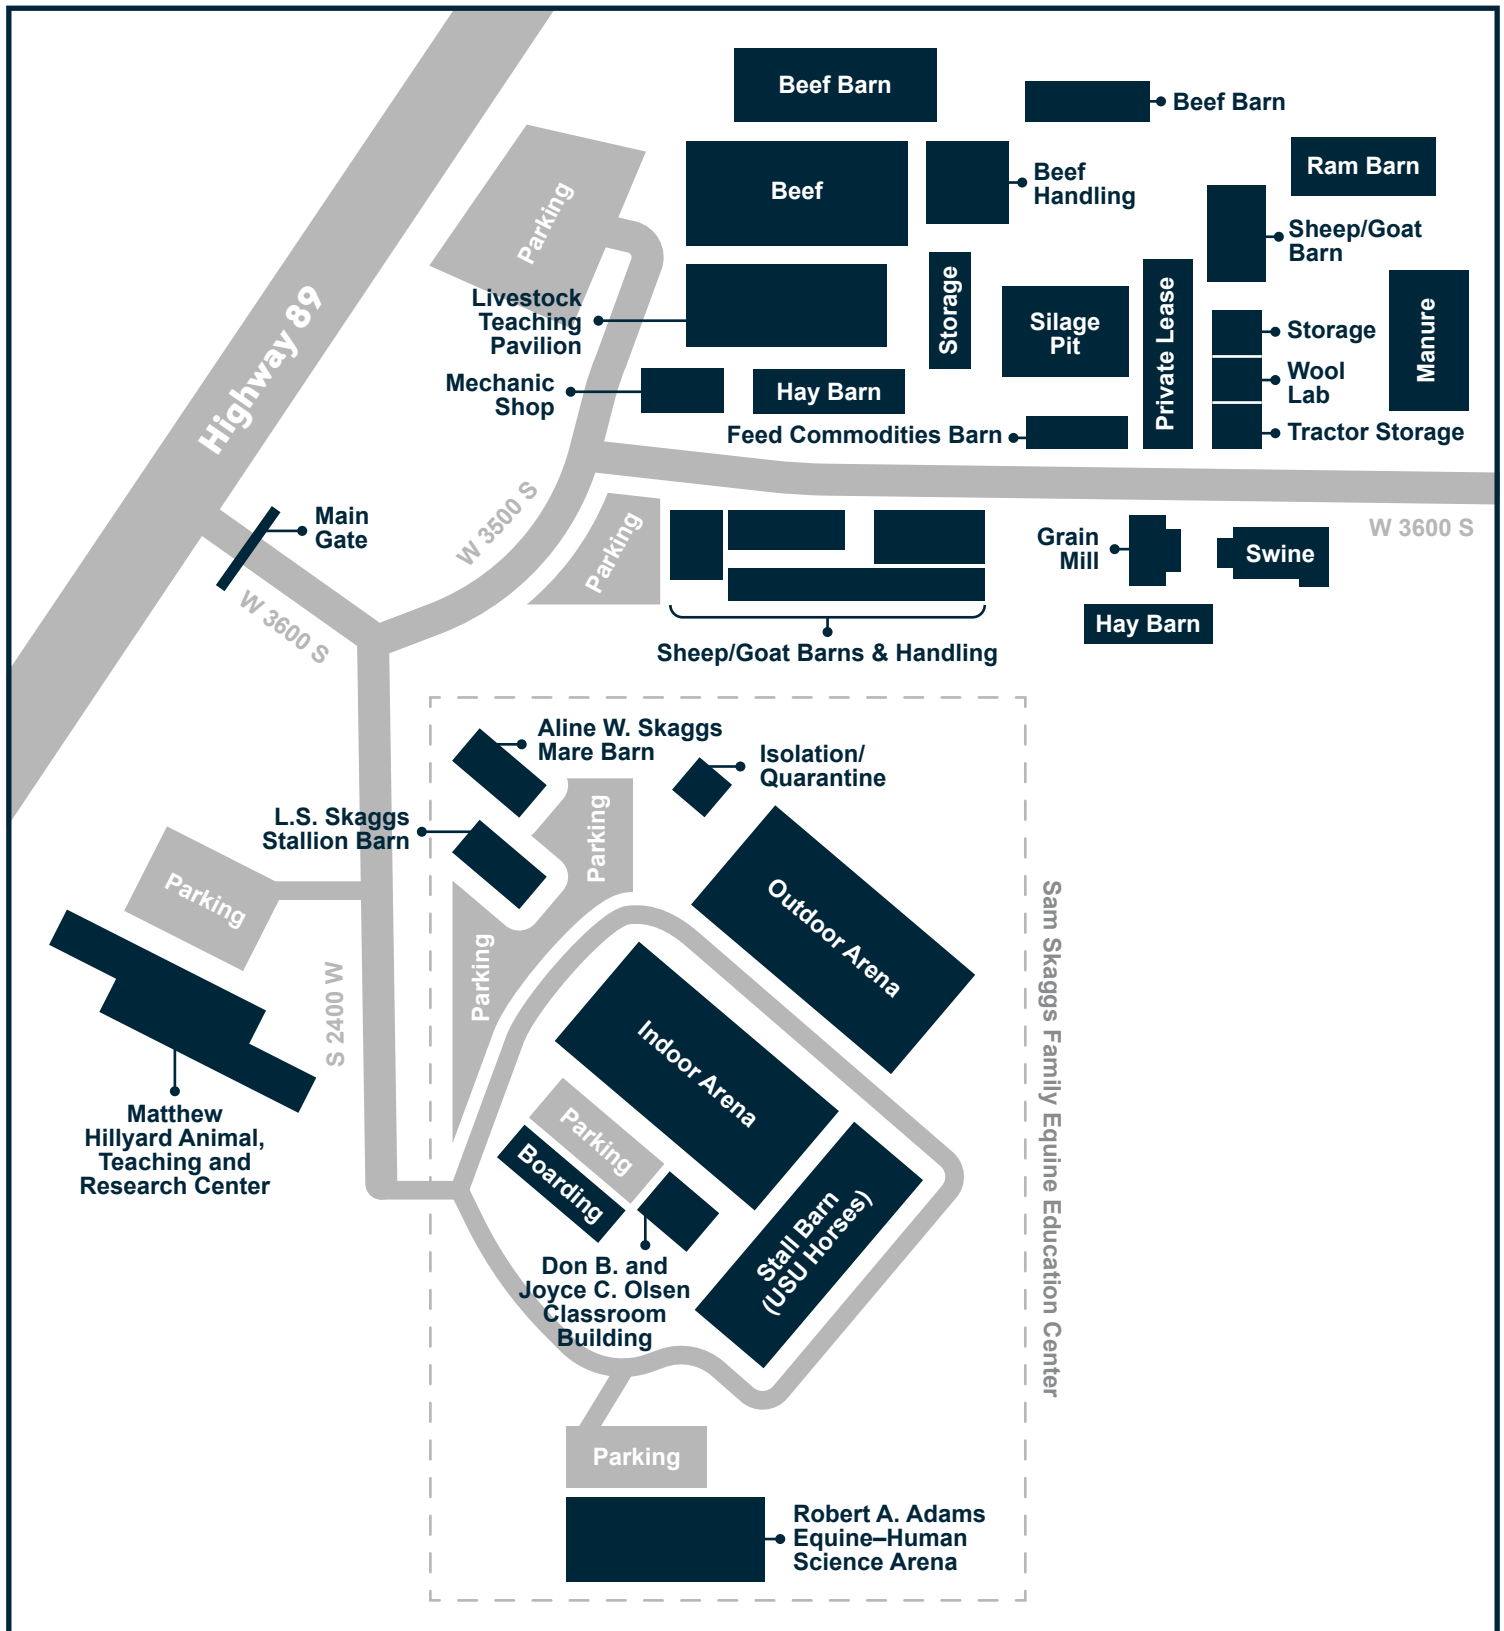 Beef Barn
Beef Barn
Ram Barn
Beef
Beef
Handling
Parking
Sheep/Goat
Barn
Highway 89
Livestock
Teaching
Pavilion
Storage
Silage
Pit
Private Lease
Storage
Manure
Wool
Lab
Mechanic
Shop
Hay Barn
Feed Commodities Barn
Tractor Storage
Main
Gate
W 3500 S
Parking
W 3600 S
Grain
Mill
Swine
W 3600 S
Hay Barn
Sheep/Goat Barns & Handling
Aline W. Skaggs
Mare Barn
Isolation/
Quarantine
L.S. Skaggs
Stallion Barn
Parking
Parking
Outdoor Arena
Parking
S 2400 W
Indoor Arena
Sam Skaggs Family Equine Education Center
Matthew
Hillyard Animal,
Teaching and
Research Center
Parking
Boarding
Stall Barn
(USU Horses)
Don B. and
Joyce C. Olsen
Classroom
Building
Parking
Robert A. Adams
Equine–Human
Science Arena